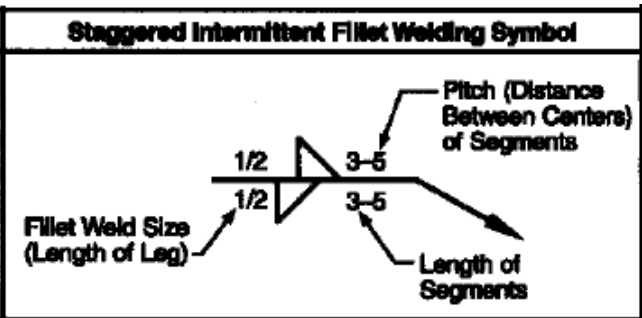 Staggered Intermittent Fillet Welding Symbol
Pitch (Distance
Between Centers)
of Segments
1/2 3–5
1/2 3–5
Fillet Weld Size
(Length of Leg)
Length of
Segments